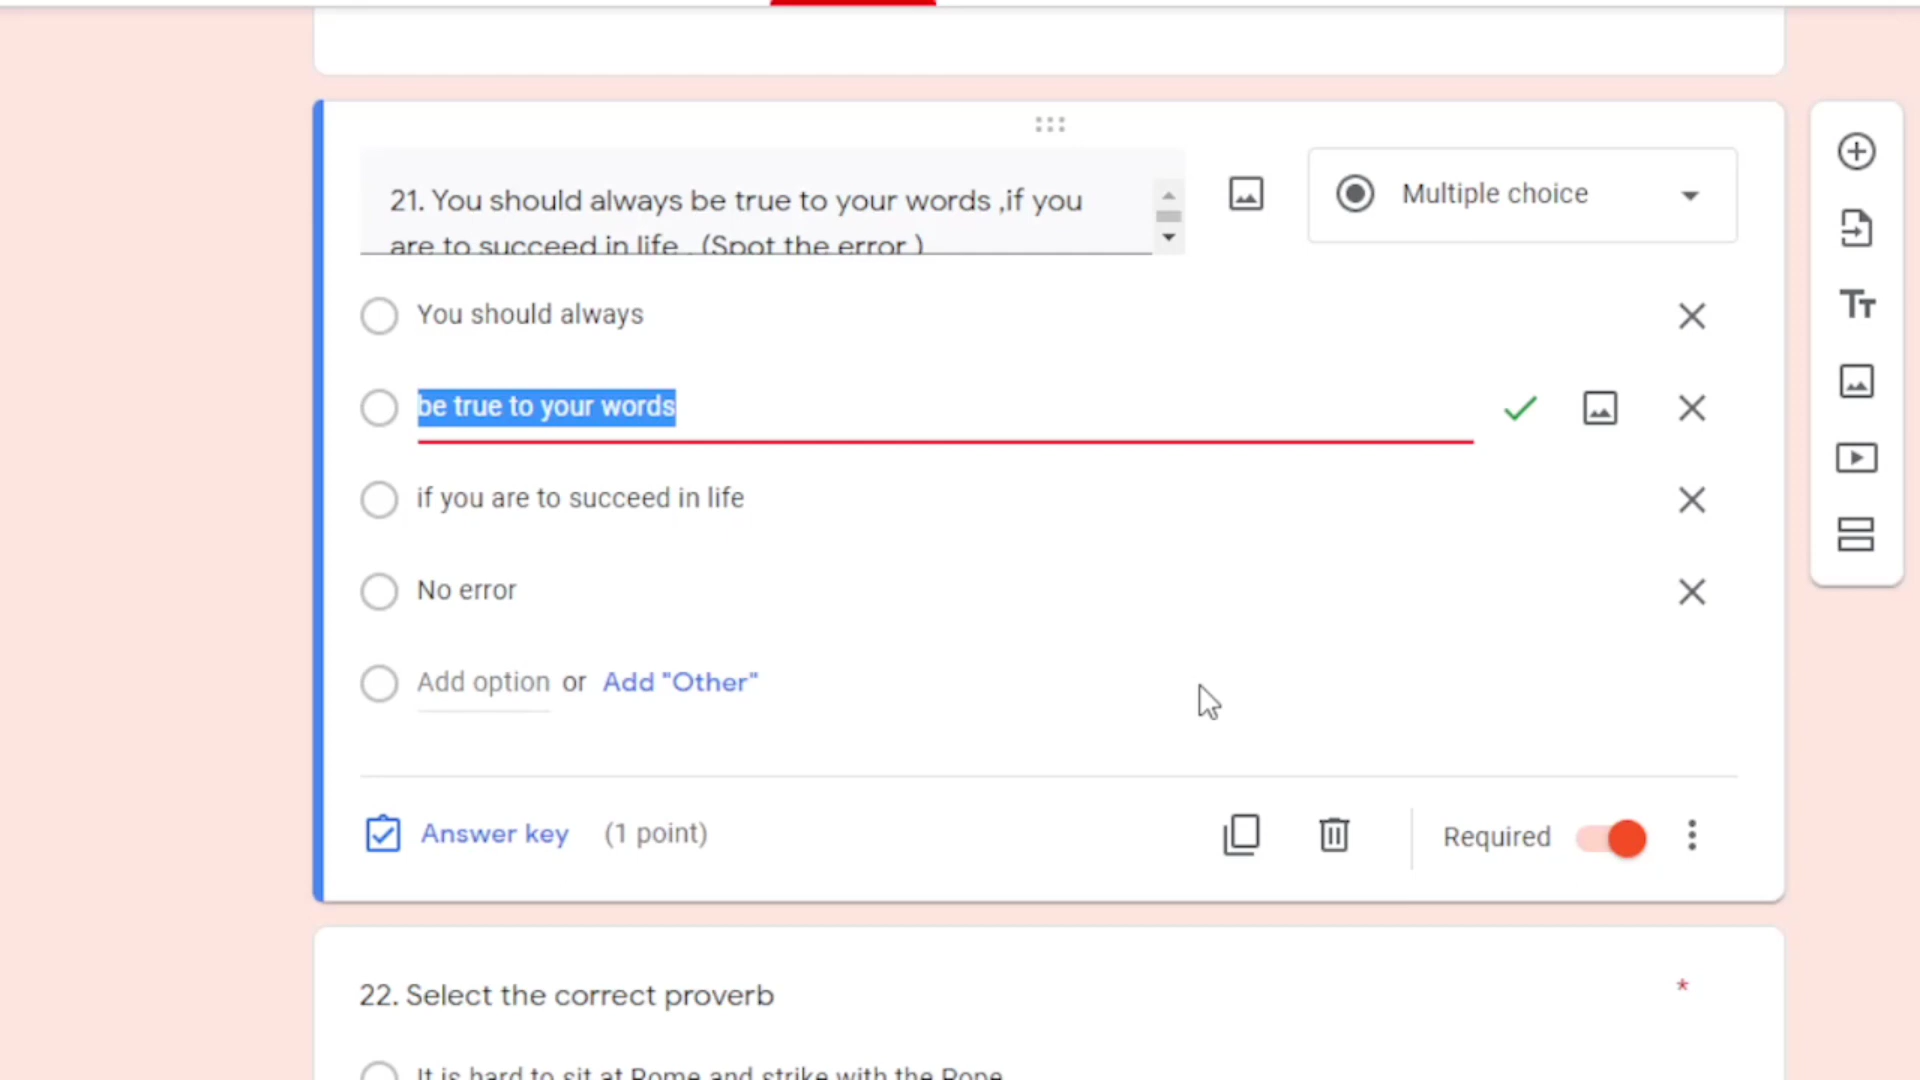 21. You should always be true to your words ,if you
are to succeed in life . (Spot the error )
Multiple choice
You should always
be true to your words
if you are to succeed in life
No error
Add option or Add "Other"
Answer key (1 point)
Required
22. Select the correct proverb
*
It is hard to sit at Rome and strike with the Pope